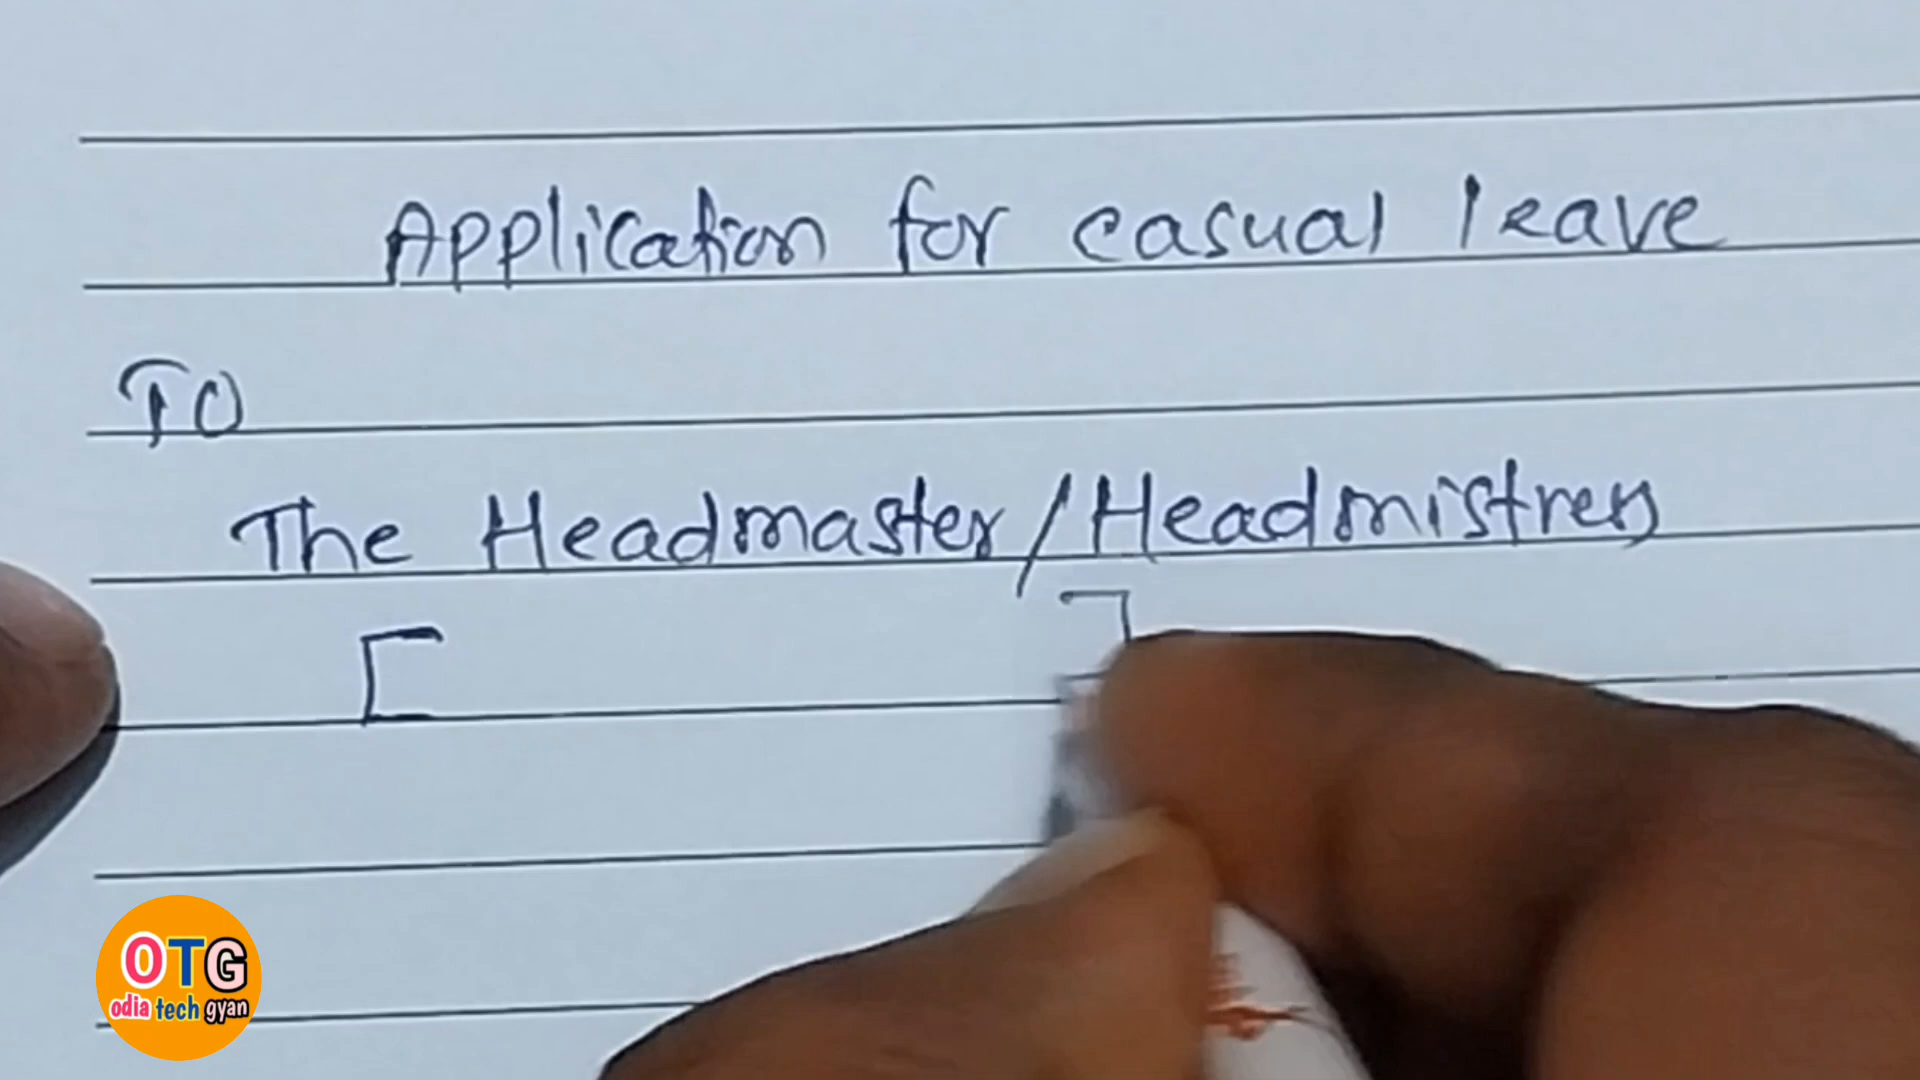 Application for casual leave
TO
The Headmaster/Headmistress
[ ]
OTG
odia tech gyan